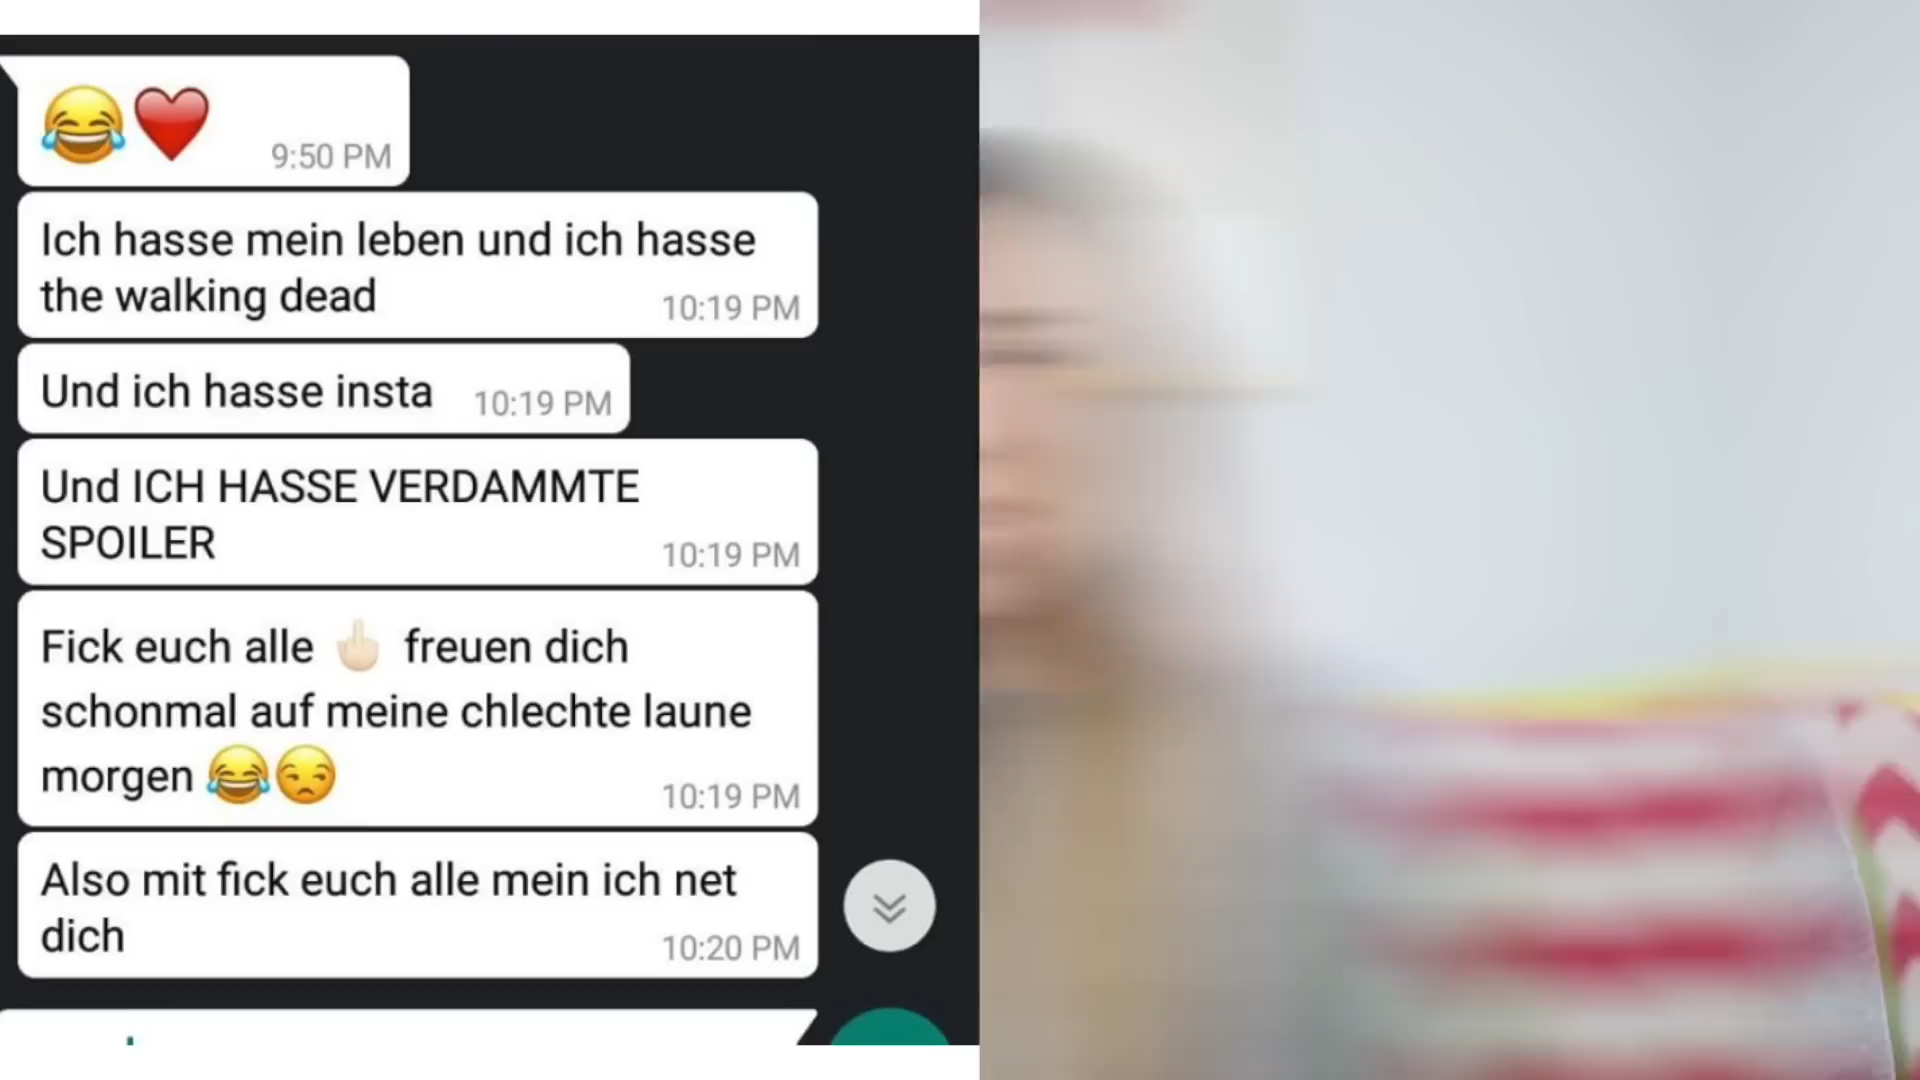 😂❤️ 9:50 PM
Ich hasse mein leben und ich hasse
the walking dead 10:19 PM
Und ich hasse insta 10:19 PM
Und ICH HASSE VERDAMMTE
SPOILER 10:19 PM
Fick euch alle 🖕🏻 freuen dich
schonmal auf meine chlechte laune
morgen 😂😒 10:19 PM
Also mit fick euch alle mein ich net
dich 10:20 PM